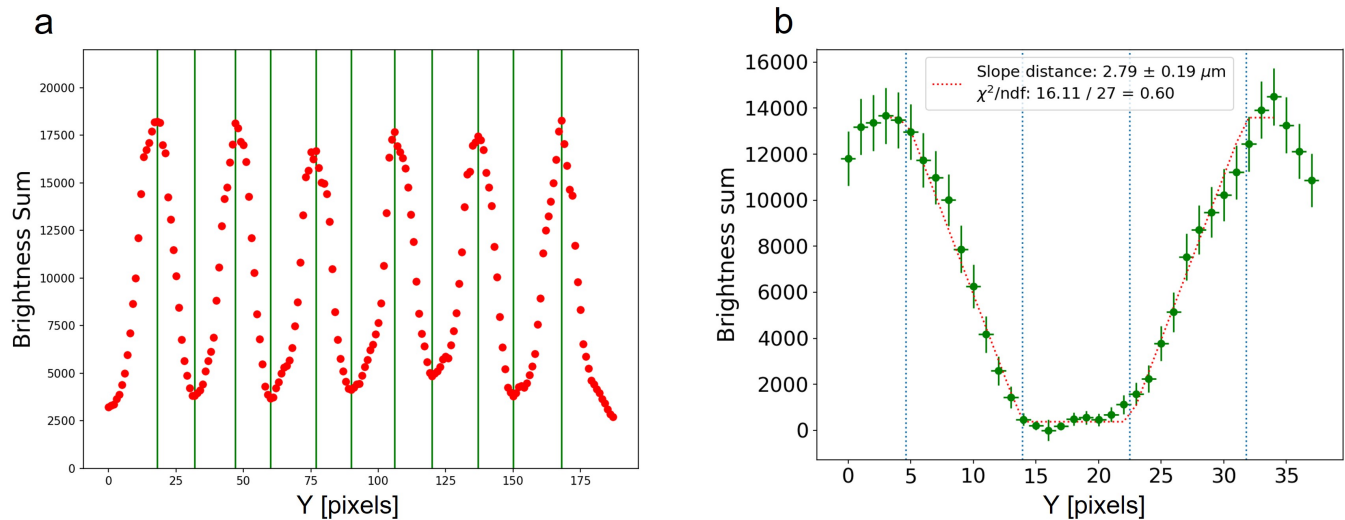 a
Brightness Sum
20000
17500
15000
12500
10000
7500
5000
2500
0
0 25 50 75 100 125 150 175
Y [pixels]
b
Brightness sum
16000
14000
12000
10000
8000
6000
4000
2000
0
Slope distance: 2.79 ± 0.19 μm
χ²/ndf: 16.11 / 27 = 0.60
0 5 10 15 20 25 30 35
Y [pixels]